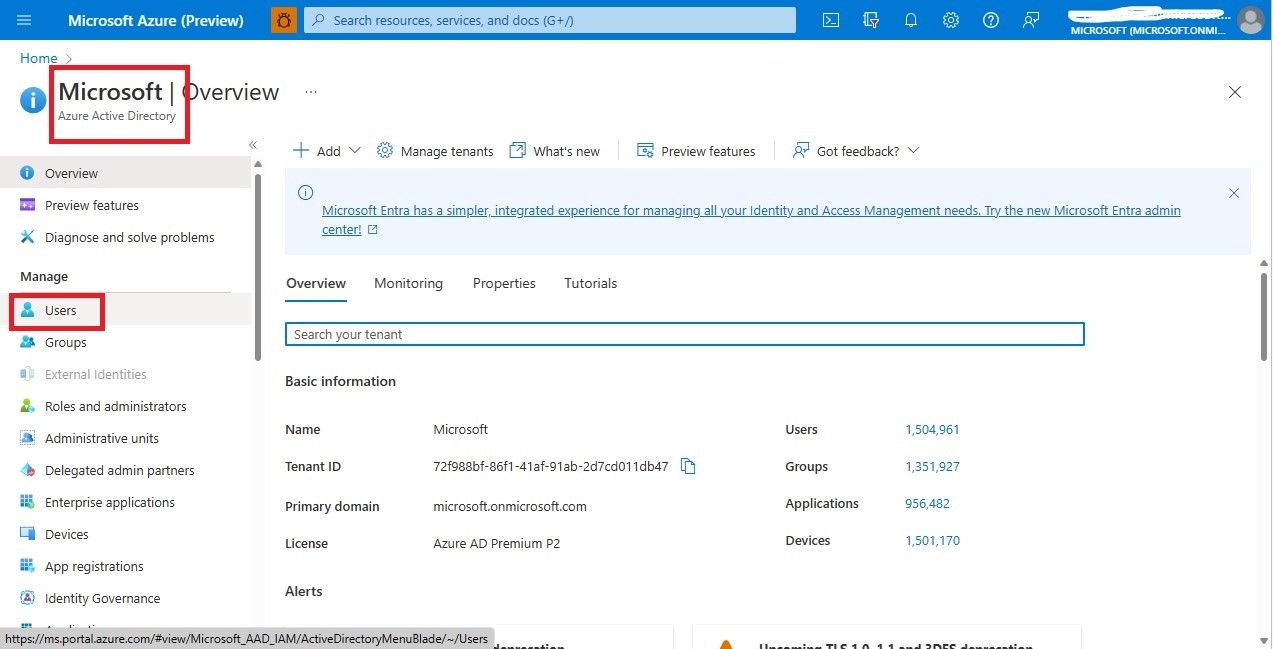 Microsoft Azure (Preview)
Search resources, services, and docs (G+/)
MICROSOFT (MICROSOFT.ONMI...
Home >
Microsoft | Overview
...
Azure Active Directory
«
Add
Manage tenants
What's new
Preview features
Got feedback?
Overview
Preview features
Diagnose and solve problems
Manage
Users
Groups
External Identities
Roles and administrators
Administrative units
Delegated admin partners
Enterprise applications
Devices
App registrations
Identity Governance
https://ms.portal.azure.com/#view/Microsoft_AAD_IAM/ActiveDirectoryMenuBlade/~/Users
Microsoft Entra has a simpler, integrated experience for managing all your Identity and Access Management needs. Try the new Microsoft Entra admin
center!
Overview Monitoring Properties Tutorials
Search your tenant
Basic information
Name Microsoft Users 1,504,961
Tenant ID 72f988bf-86f1-41af-91ab-2d7cd011db47 Groups 1,351,927
Primary domain microsoft.onmicrosoft.com Applications 956,482
License Azure AD Premium P2 Devices 1,501,170
Alerts
deprecation
Upcoming TLS 1.0, 1.1 and 3DES deprecation